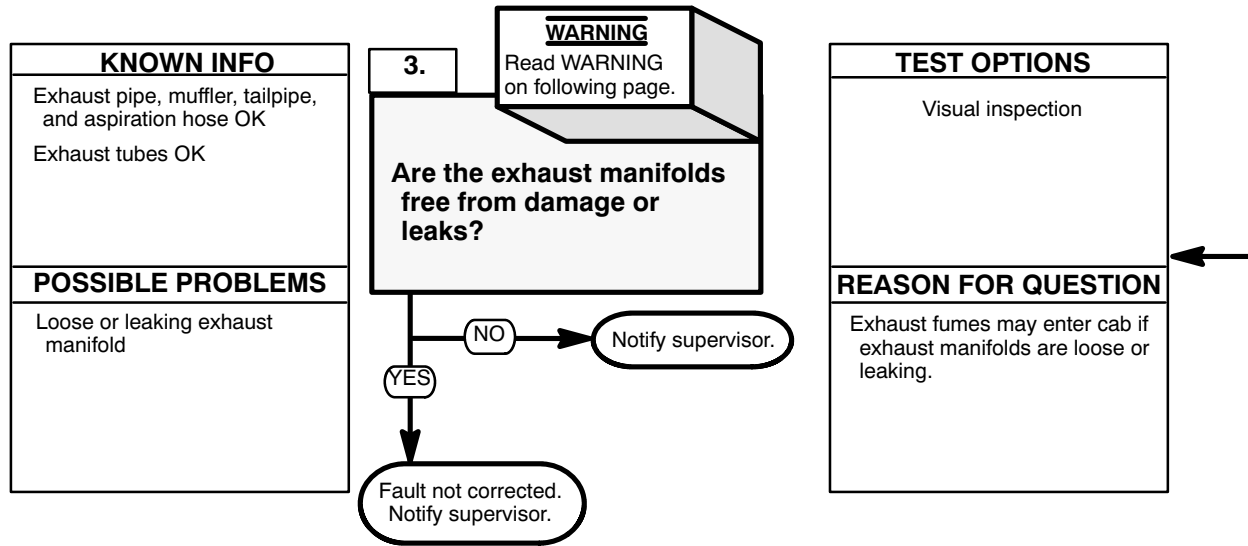 KNOWN INFO
Exhaust pipe, muffler, tailpipe,
and aspiration hose OK
Exhaust tubes OK
POSSIBLE PROBLEMS
Loose or leaking exhaust
manifold
3.
WARNING
Read WARNING
on following page.
Are the exhaust manifolds
free from damage or
leaks?
NO
Notify supervisor.
YES
Fault not corrected.
Notify supervisor.
TEST OPTIONS
Visual inspection
REASON FOR QUESTION
Exhaust fumes may enter cab if
exhaust manifolds are loose or
leaking.